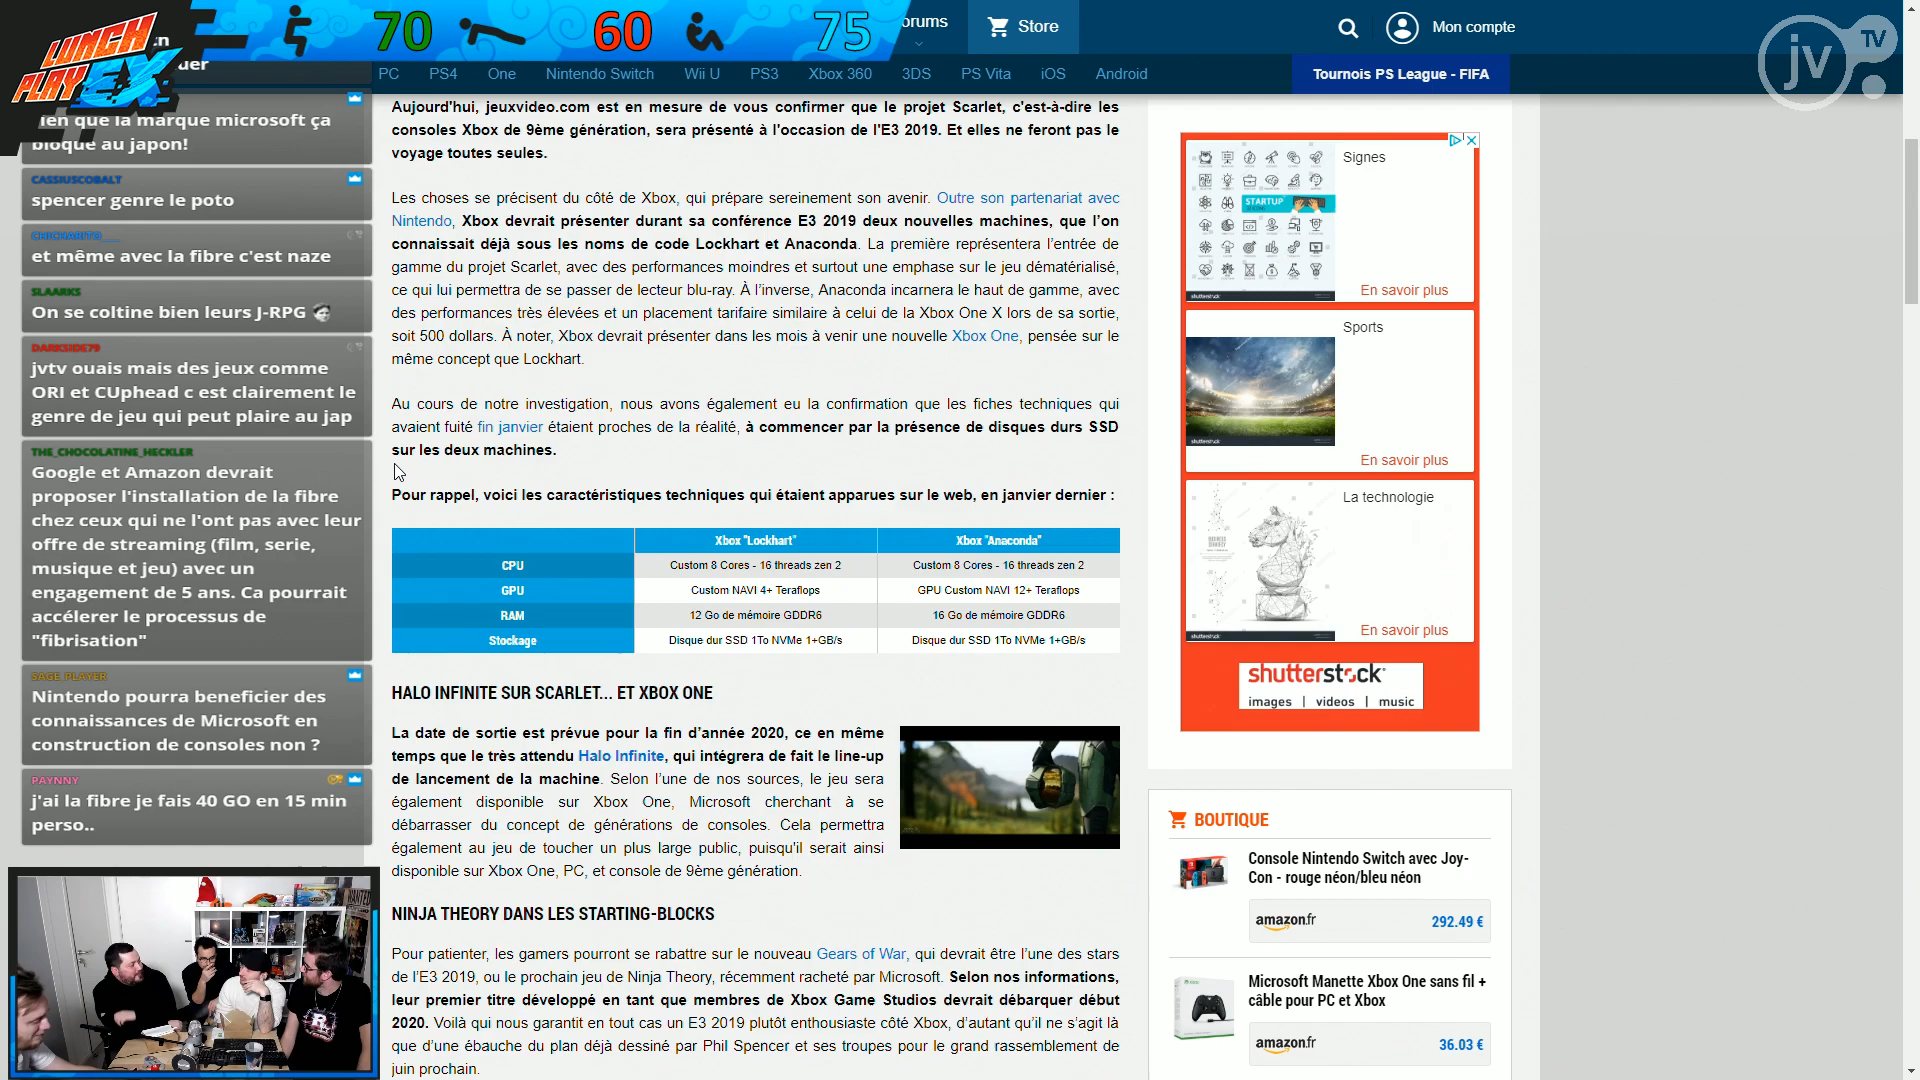 LUNCH
PLAY
EX
70
60
75
orums
Store
Mon compte
jv
TV
PC
PS4
One
Nintendo Switch
Wii U
PS3
Xbox 360
3DS
PS Vita
iOS
Android
Tournois PS League - FIFA
uer
que la marque microsoft ça
bloque au japon!
CASSIUSCOBALT
spencer genre le poto
CHICHARITO__
et même avec la fibre c'est naze
SLAARKS
On se coltine bien leurs J-RPG
DARKSIDE79
jvtv ouais mais des jeux comme
ORI et CUphead c est clairement le
genre de jeu qui peut plaire au jap
THE_CHOCOLATINE_HECKLER
Google et Amazon devrait
proposer l'installation de la fibre
chez ceux qui ne l'ont pas avec leur
offre de streaming (film, serie,
musique et jeu) avec un
engagement de 5 ans. Ca pourrait
accélerer le processus de
"fibrisation"
SAGE_PLAYER
Nintendo pourra beneficier des
connaissances de Microsoft en
construction de consoles non ?
PAYNNY
j'ai la fibre je fais 40 GO en 15 min
perso..
Aujourd'hui, jeuxvideo.com est en mesure de vous confirmer que le projet Scarlet, c'est-à-dire les
consoles Xbox de 9ème génération, sera présenté à l'occasion de l'E3 2019. Et elles ne feront pas le
voyage toutes seules.
Les choses se précisent du côté de Xbox, qui prépare sereinement son avenir. Outre son partenariat avec
Nintendo, Xbox devrait présenter durant sa conférence E3 2019 deux nouvelles machines, que l'on
connaissait déjà sous les noms de code Lockhart et Anaconda. La première représentera l'entrée de
gamme du projet Scarlet, avec des performances moindres et surtout une emphase sur le jeu dématérialisé,
ce qui lui permettra de se passer de lecteur blu-ray. À l'inverse, Anaconda incarnera le haut de gamme, avec
des performances très élevées et un placement tarifaire similaire à celui de la Xbox One X lors de sa sortie,
soit 500 dollars. À noter, Xbox devrait présenter dans les mois à venir une nouvelle Xbox One, pensée sur le
même concept que Lockhart.
Au cours de notre investigation, nous avons également eu la confirmation que les fiches techniques qui
avaient fuité fin janvier étaient proches de la réalité, à commencer par la présence de disques durs SSD
sur les deux machines.
Pour rappel, voici les caractéristiques techniques qui étaient apparues sur le web, en janvier dernier :
Xbox "Lockhart" Xbox "Anaconda"
CPU Custom 8 Cores - 16 threads zen 2 Custom 8 Cores - 16 threads zen 2
GPU Custom NAVI 4+ Teraflops GPU Custom NAVI 12+ Teraflops
RAM 12 Go de mémoire GDDR6 16 Go de mémoire GDDR6
Stockage Disque dur SSD 1To NVMe 1+GB/s Disque dur SSD 1To NVMe 1+GB/s
HALO INFINITE SUR SCARLET... ET XBOX ONE
La date de sortie est prévue pour la fin d'année 2020, ce en même
temps que le très attendu Halo Infinite, qui intégrera de fait le line-up
de lancement de la machine. Selon l'une de nos sources, le jeu sera
également disponible sur Xbox One, Microsoft cherchant à se
débarrasser du concept de générations de consoles. Cela permettra
également au jeu de toucher un plus large public, puisqu'il serait ainsi
disponible sur Xbox One, PC, et console de 9ème génération.
NINJA THEORY DANS LES STARTING-BLOCKS
Pour patienter, les gamers pourront se rabattre sur le nouveau Gears of War, qui devrait être l'une des stars
de l'E3 2019, ou le prochain jeu de Ninja Theory, récemment racheté par Microsoft. Selon nos informations,
leur premier titre développé en tant que membres de Xbox Game Studios devrait débarquer début
2020. Voilà qui nous garantit en tout cas un E3 2019 plutôt enthousiaste côté Xbox, d'autant qu'il ne s'agit là
que d'une ébauche du plan déjà dessiné par Phil Spencer et ses troupes pour le grand rassemblement de
juin prochain.
Signes
STARTUP
shutterstock
En savoir plus
Sports
shutterstock
En savoir plus
La technologie
shutterstock
En savoir plus
shutterstock
images | videos | music
BOUTIQUE
Console Nintendo Switch avec Joy-
Con - rouge néon/bleu néon
amazon.fr 292.49 €
Microsoft Manette Xbox One sans fil +
câble pour PC et Xbox
amazon.fr 36.03 €